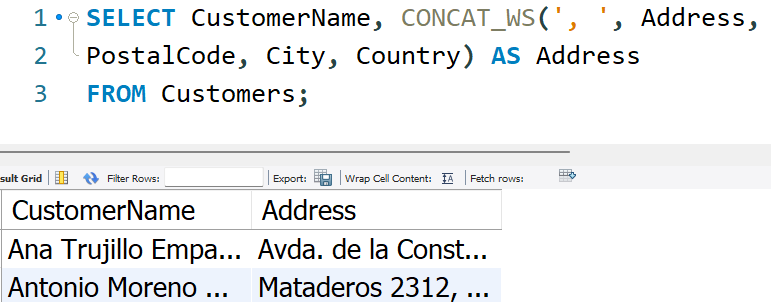 1 SELECT CustomerName, CONCAT_WS(', ', Address,
2 PostalCode, City, Country) AS Address
3 FROM Customers;
sult Grid Filter Rows: Export: Wrap Cell Content: Fetch rows:
CustomerName Address
Ana Trujillo Empa... Avda. de la Const...
Antonio Moreno ... Mataderos 2312, ...